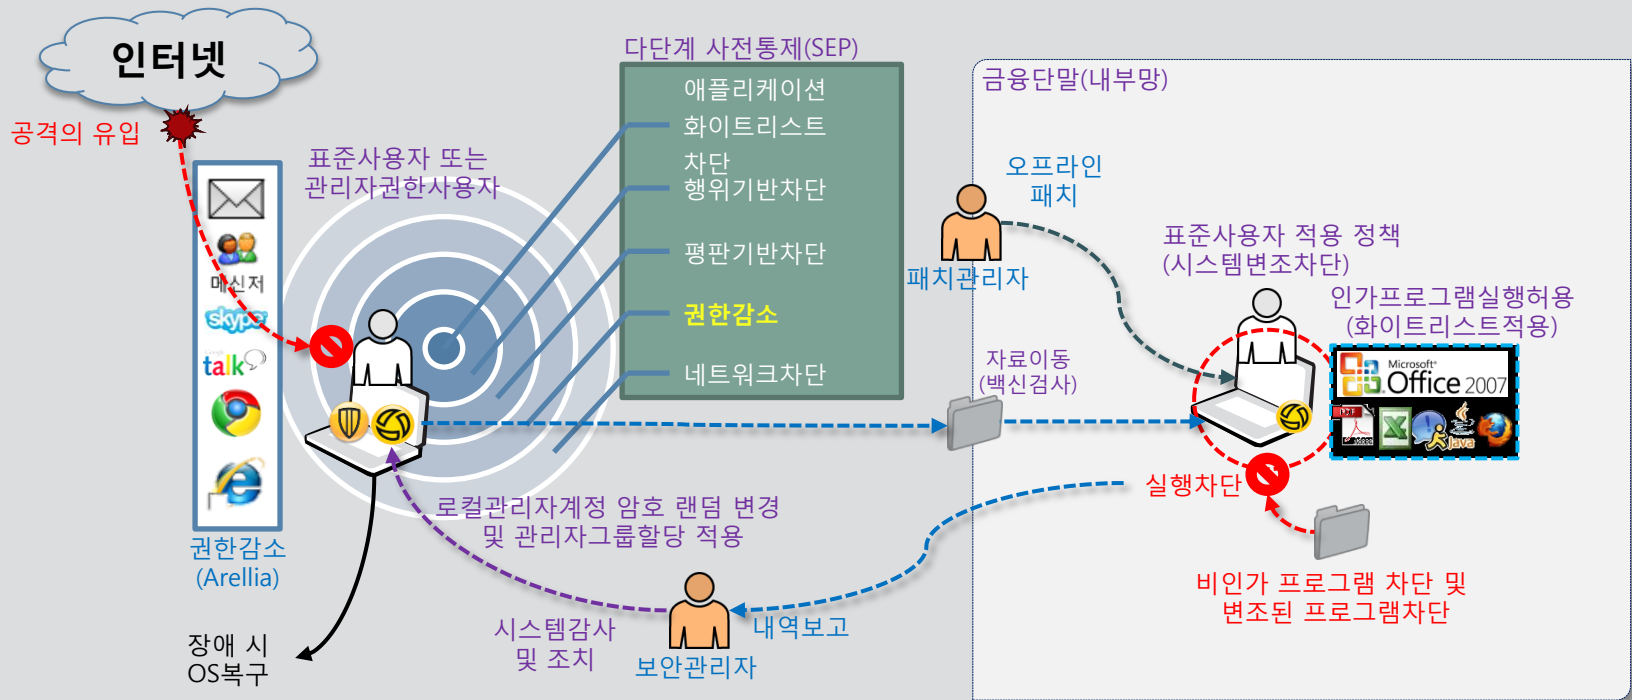 인터넷
공격의 유입
메신저
skype
talk
권한감소
(Arellia)
장애 시
OS복구
표준사용자 또는
관리자권한사용자
다단계 사전통제(SEP)
애플리케이션
화이트리스트
차단
행위기반차단
평판기반차단
권한감소
네트워크차단
로컬관리자계정 암호 랜덤 변경
및 관리자그룹할당 적용
시스템감사
및 조치
보안관리자
내역보고
금융단말(내부망)
오프라인
패치
패치관리자
자료이동
(백신검사)
표준사용자 적용 정책
(시스템변조차단)
인가프로그램실행허용
(화이트리스트적용)
Microsoft
Office 2007
Java
실행차단
비인가 프로그램 차단 및
변조된 프로그램차단